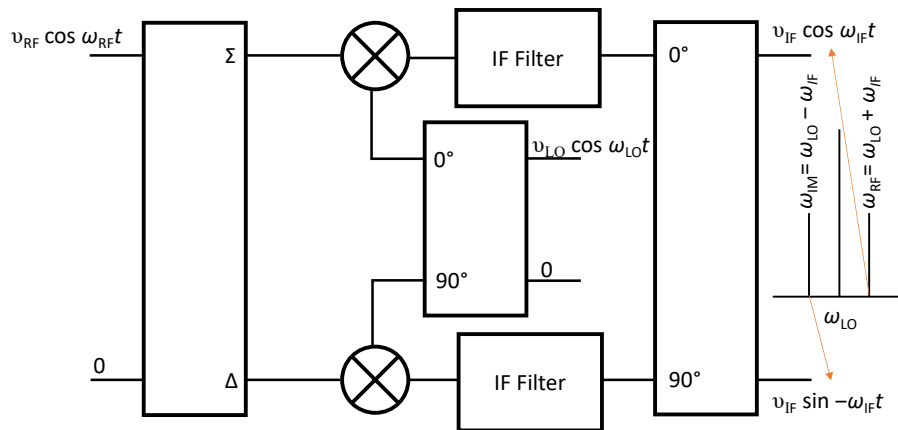 υRF cos ωRFt
Σ
IF Filter
0°
υIF cos ωIFt
ωIM = ωLO − ωIF
ωRF = ωLO + ωIF
0°
υLO cos ωLOt
90°
0
ωLO
0
Δ
IF Filter
90°
υIF sin −ωIFt